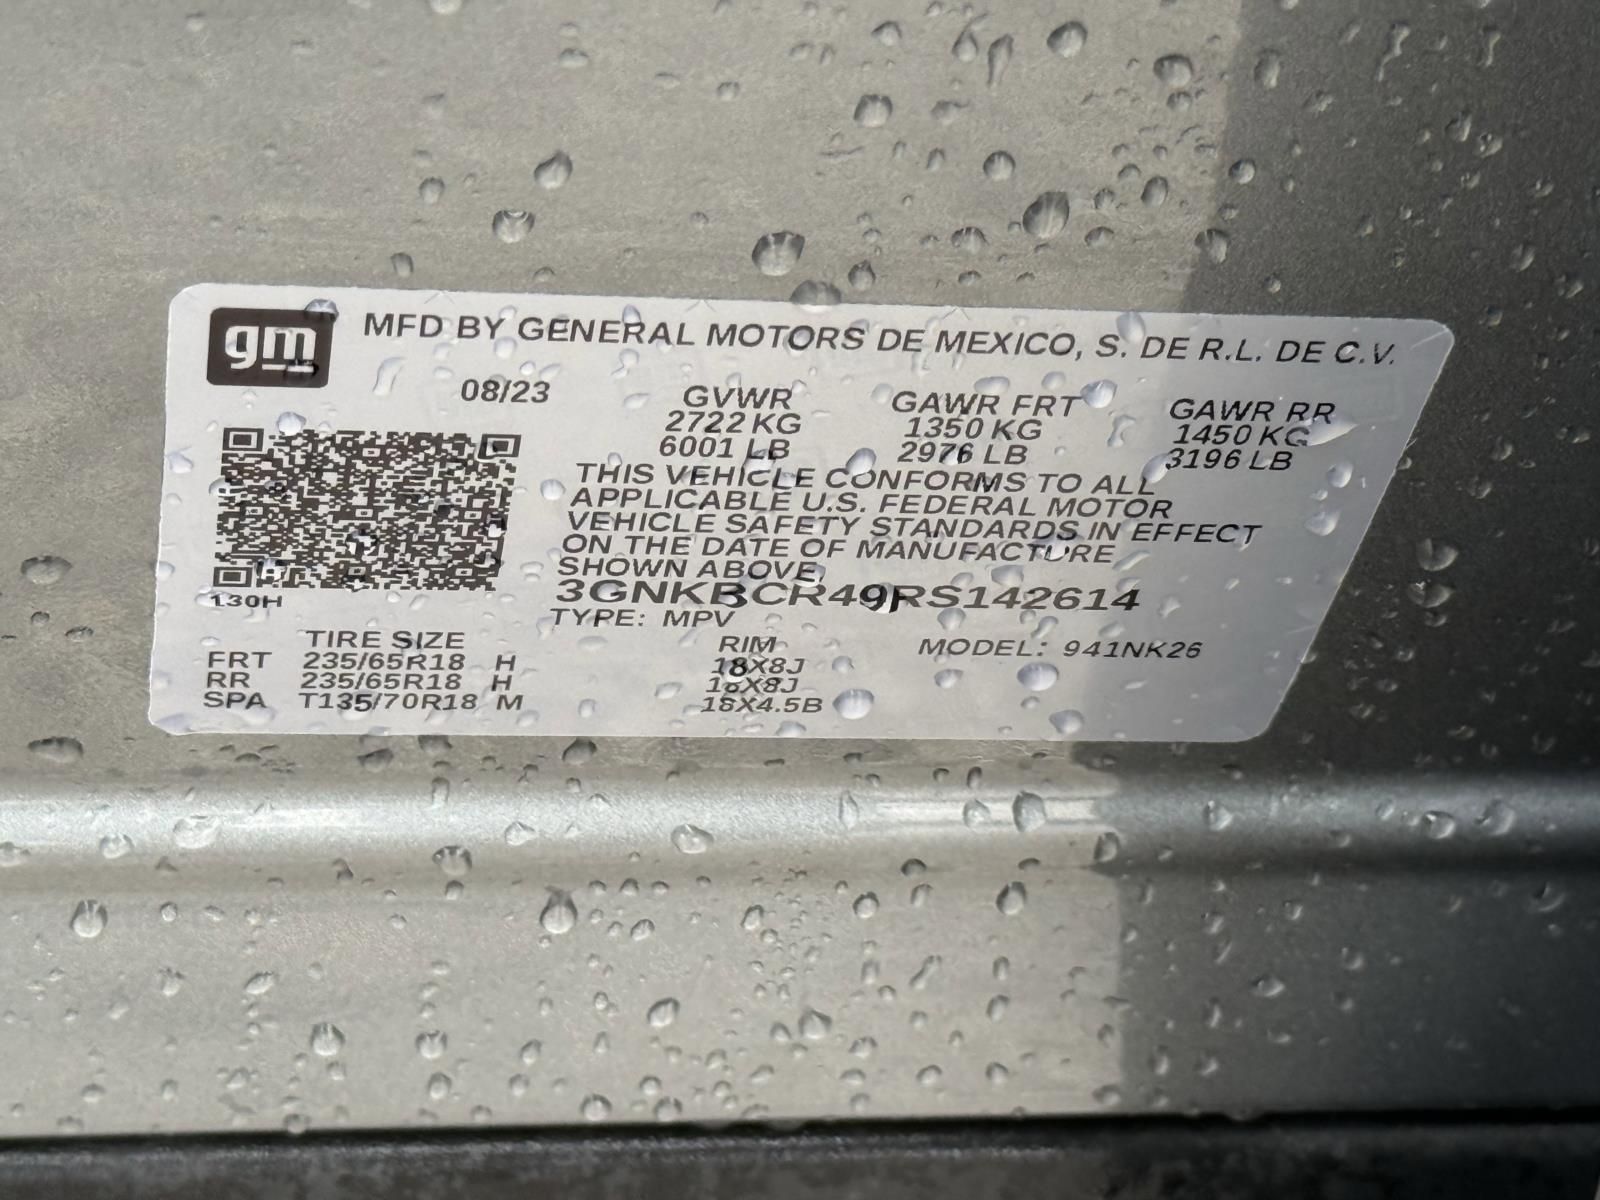 gm
MFD BY GENERAL MOTORS DE MEXICO, S. DE R.L. DE C.V.
08/23 GVWR GAWR FRT GAWR RR
2722 KG 1350 KG 1450 KG
6001 LB 2976 LB 3196 LB
THIS VEHICLE CONFORMS TO ALL
APPLICABLE U.S. FEDERAL MOTOR
VEHICLE SAFETY STANDARDS IN EFFECT
ON THE DATE OF MANUFACTURE
SHOWN ABOVE.
130H
3GNKBCR49RS142614
TYPE: MPV
TIRE SIZE RIM MODEL: 941NK26
FRT 235/65R18 H 18X8J
RR 235/65R18 H 18X8J
SPA T135/70R18 M 18X4.5B